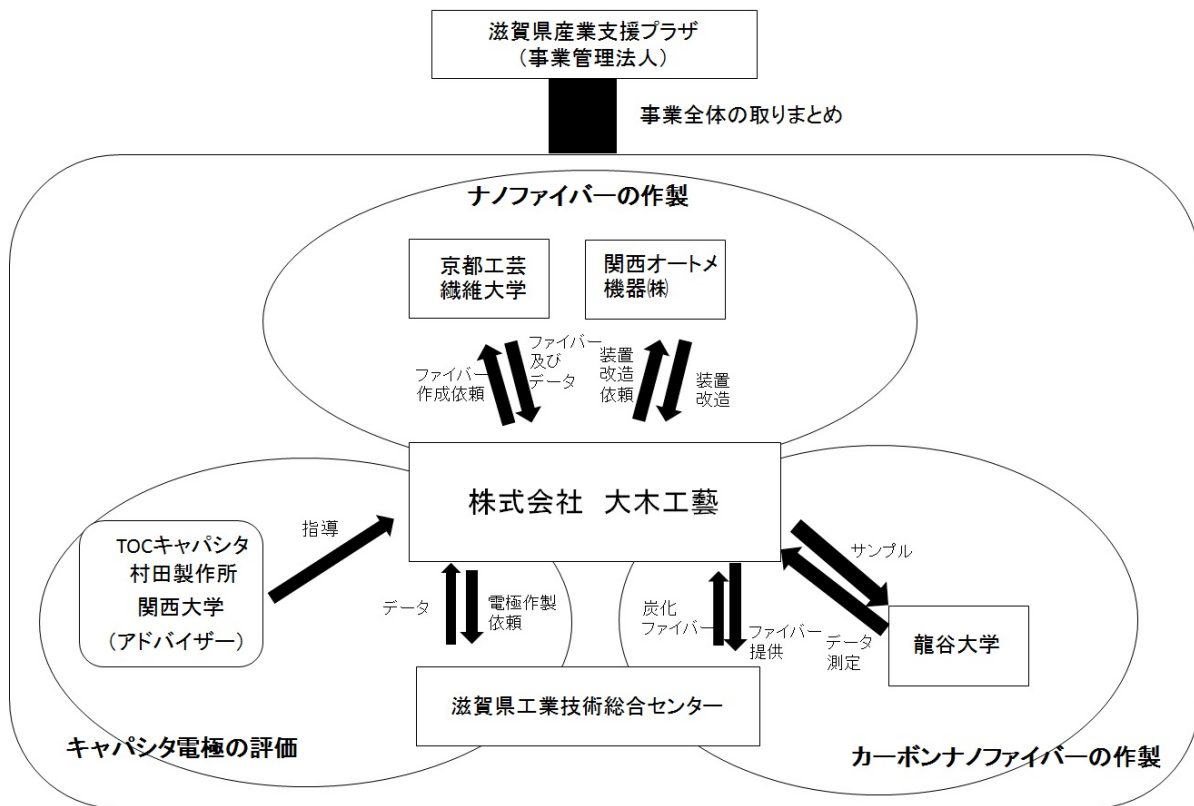 滋賀県産業支援プラザ
（事業管理法人）
事業全体の取りまとめ
ナノファイバーの作製
京都工芸
繊維大学
関西オートメ
機器㈱
ファイバー
作成依頼
ファイバー
及び
データ
装置
改造
依頼
装置
改造
株式会社 大木工藝
指導
TOCキャパシタ
村田製作所
関西大学
（アドバイザー）
データ
電極作製
依頼
炭化
ファイバー
ファイバー
提供
サンプル
データ
測定
龍谷大学
滋賀県工業技術総合センター
キャパシタ電極の評価
カーボンナノファイバーの作製